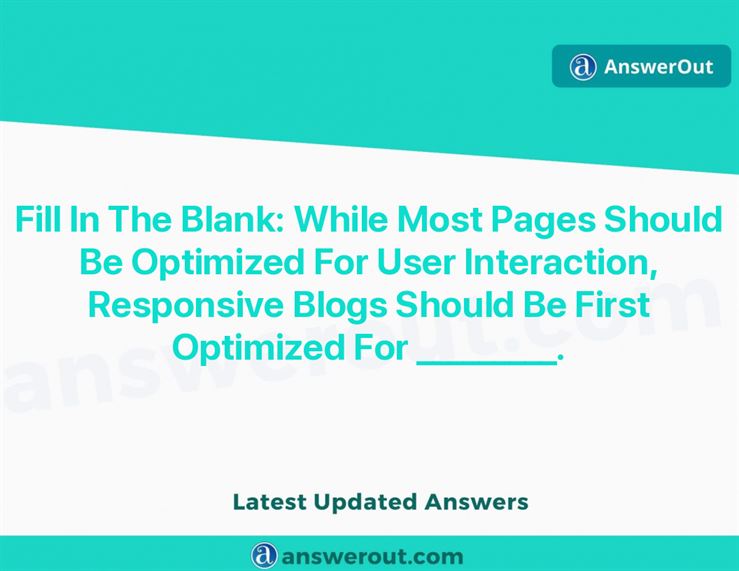 AnswerOut
Fill In The Blank: While Most Pages Should
Be Optimized For User Interaction,
Responsive Blogs Should Be First
Optimized For __________.
answerout.com
Latest Updated Answers
answerout.com